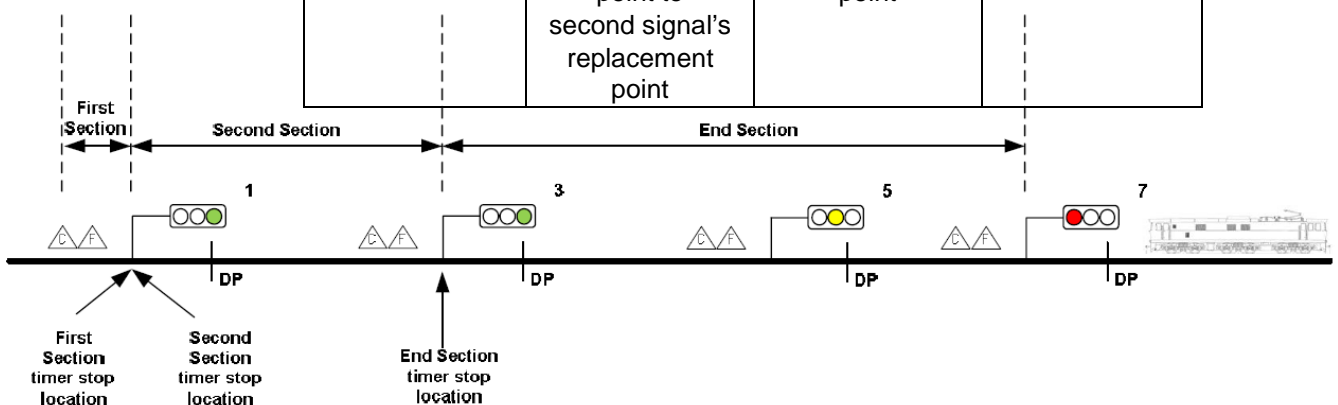 point to
second signal's
replacement
point
point
First
Section
Second Section
End Section
1
3
5
7
C F
C F
C F
C F
DP
DP
DP
DP
First
Section
timer stop
location
Second
Section
timer stop
location
End Section
timer stop
location